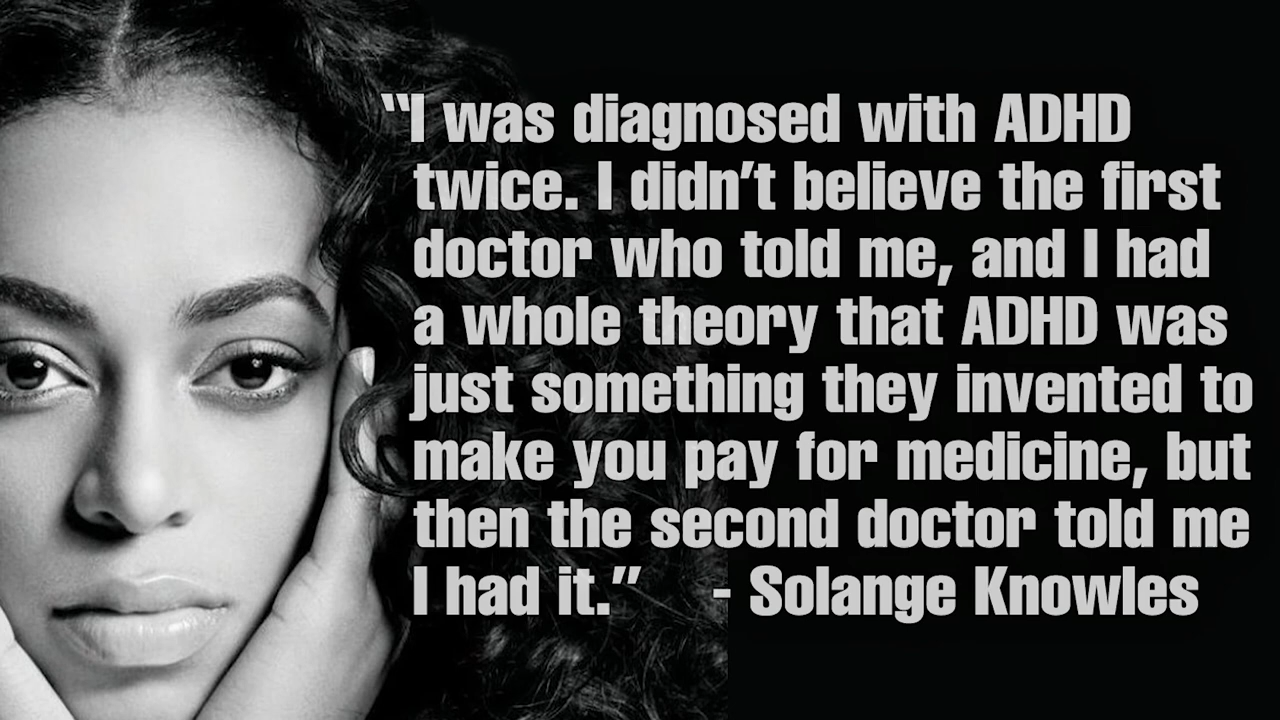 “I was diagnosed with ADHD
twice. I didn’t believe the first
doctor who told me, and I had
a whole theory that ADHD was
just something they invented to
make you pay for medicine, but
then the second doctor told me
I had it.” - Solange Knowles